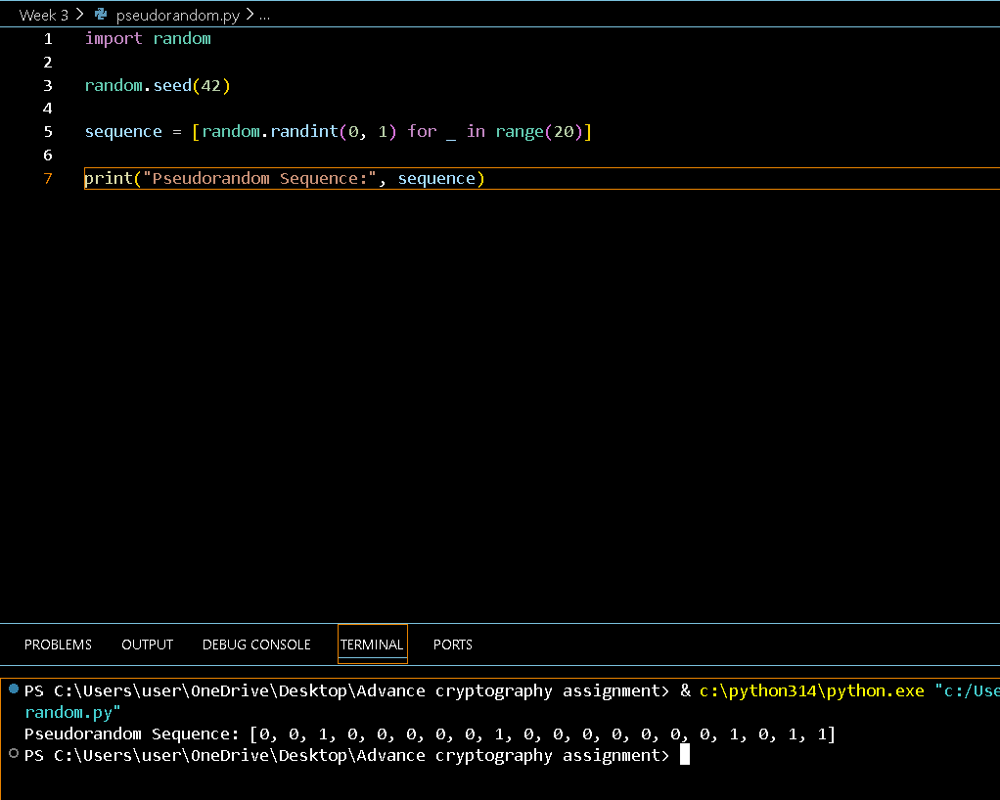 Week 3 > pseudorandom.py > ...
1 import random
2
3 random.seed(42)
4
5 sequence = [random.randint(0, 1) for _ in range(20)]
6
7 print("Pseudorandom Sequence:", sequence)
PROBLEMS OUTPUT DEBUG CONSOLE TERMINAL PORTS
PS C:\Users\user\OneDrive\Desktop\Advance cryptography assignment> & c:\python314\python.exe "c:/Use
random.py"
Pseudorandom Sequence: [0, 0, 1, 0, 0, 0, 0, 0, 1, 0, 0, 0, 0, 0, 0, 0, 1, 0, 1, 1]
PS C:\Users\user\OneDrive\Desktop\Advance cryptography assignment>